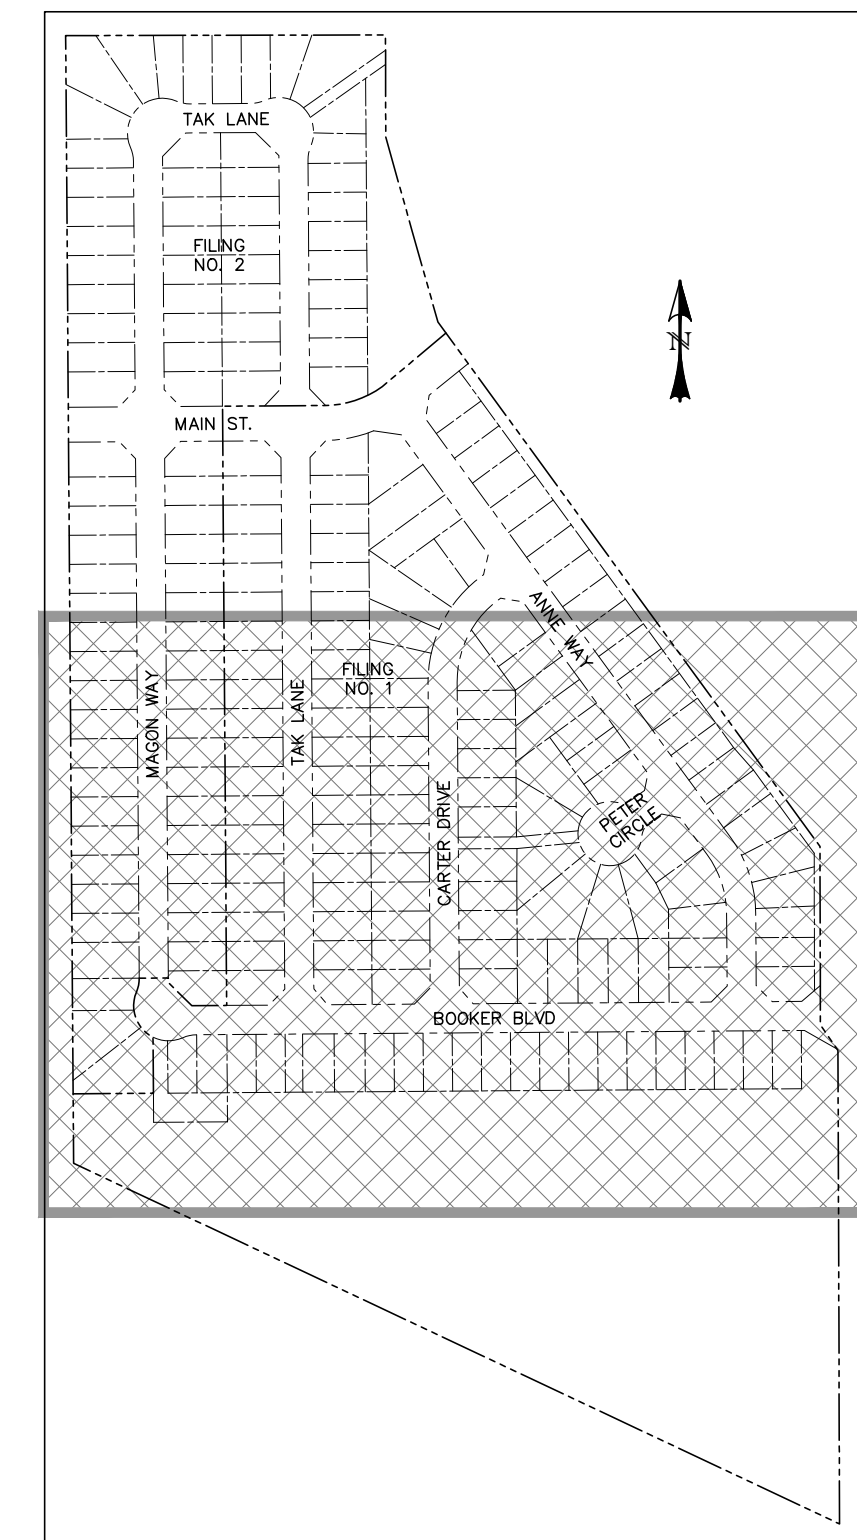 TAK LANE
FILING
NO. 2
N
MAIN ST.
ANNE WAY
FILING
NO. 1
MAGON WAY
TAK LANE
CARTER DRIVE
PETER
CIRCLE
BOOKER BLVD